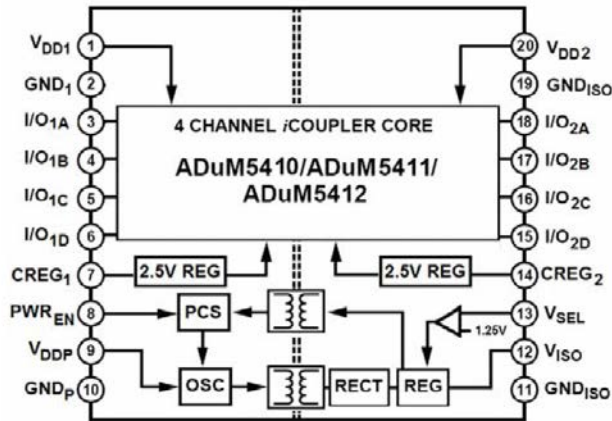 VDD1 1
GND1 2
I/O1A 3
I/O1B 4
I/O1C 5
I/O1D 6
CREG1 7
PWREN 8
VDDP 9
GNDP 10
4 CHANNEL iCOUPLER CORE
ADuM5410/ADuM5411/
ADuM5412
2.5V REG
2.5V REG
PCS
OSC
RECT
REG
1.25V
20 VDD2
19 GNDISO
18 I/O2A
17 I/O2B
16 I/O2C
15 I/O2D
14 CREG2
13 VSEL
12 VISO
11 GNDISO